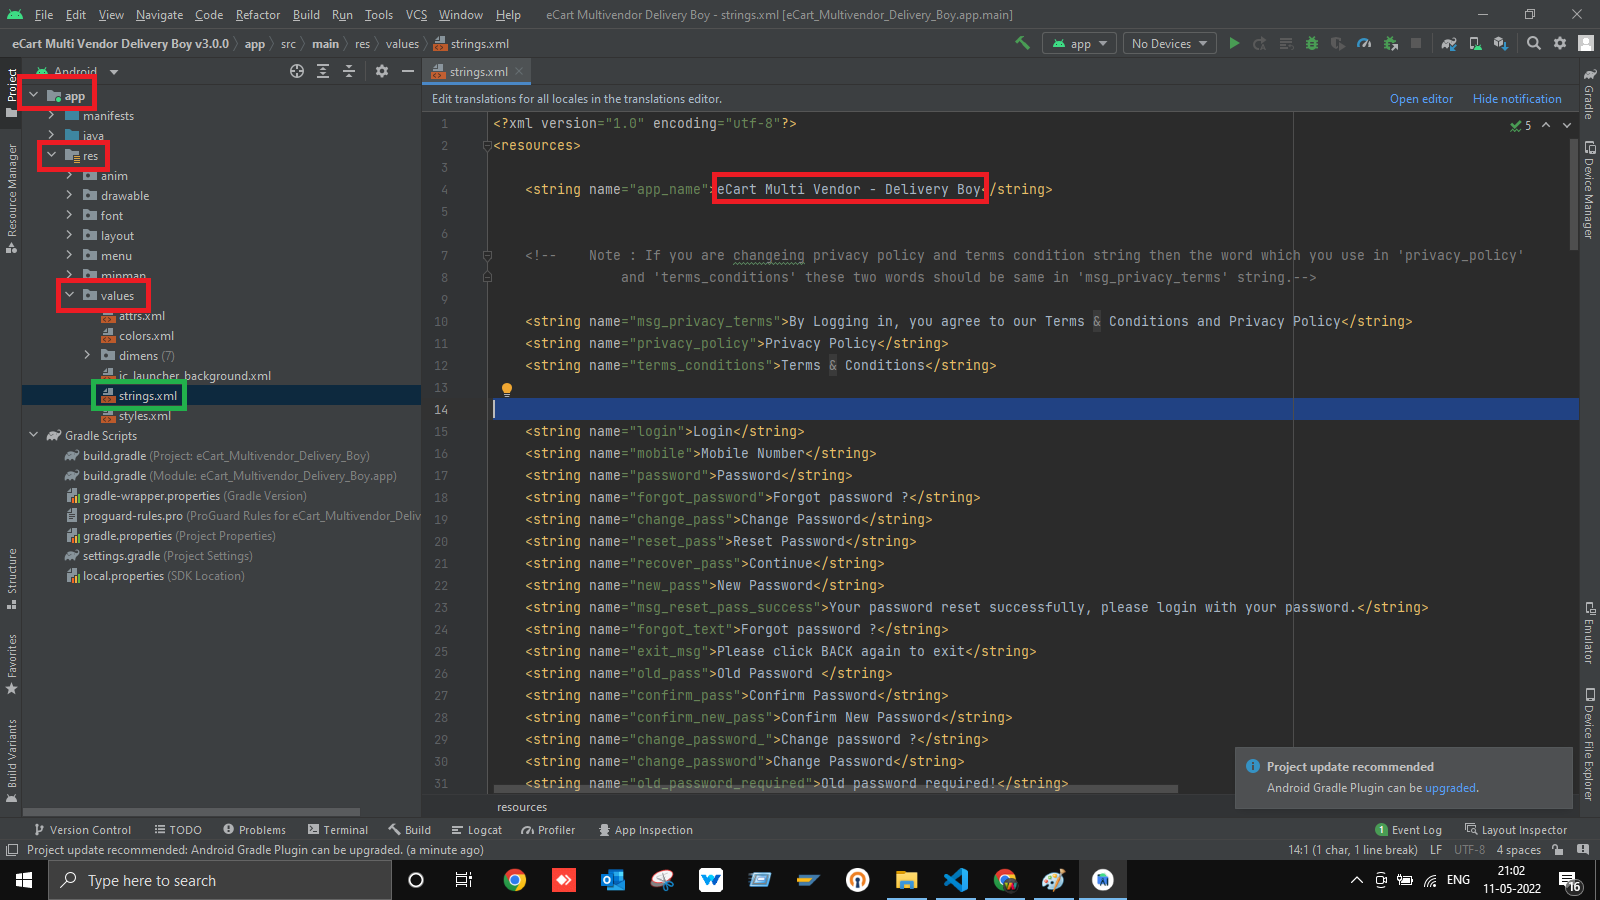 File Edit View Navigate Code Refactor Build Run Tools VCS Window Help eCart Multivendor Delivery Boy - strings.xml [eCart_Multivendor_Delivery_Boy.app.main]
eCart Multi Vendor Delivery Boy v3.0.0 app src main res values strings.xml app No Devices
Android
strings.xml
Edit translations for all locales in the translations editor. Open editor Hide notification
Project
Resource Manager
Structure
Favorites
Build Variants
app
manifests
java
res
anim
drawable
font
layout
menu
mipmap
values
attrs.xml
colors.xml
dimens (7)
ic_launcher_background.xml
strings.xml
styles.xml
Gradle Scripts
build.gradle (Project: eCart_Multivendor_Delivery_Boy)
build.gradle (Module: eCart_Multivendor_Delivery_Boy.app)
gradle-wrapper.properties (Gradle Version)
proguard-rules.pro (ProGuard Rules for eCart_Multivendor_Deliv
gradle.properties (Project Properties)
settings.gradle (Project Settings)
local.properties (SDK Location)
5
1 <?xml version="1.0" encoding="utf-8"?>
2 <resources>
3
4 <string name="app_name">eCart Multi Vendor - Delivery Boy</string>
5
6
7 <!-- Note : If you are changeing privacy policy and terms condition string then the word which you use in 'privacy_policy'
8 and 'terms_conditions' these two words should be same in 'msg_privacy_terms' string.-->
9
10 <string name="msg_privacy_terms">By Logging in, you agree to our Terms & Conditions and Privacy Policy</string>
11 <string name="privacy_policy">Privacy Policy</string>
12 <string name="terms_conditions">Terms & Conditions</string>
13
14
15 <string name="login">Login</string>
16 <string name="mobile">Mobile Number</string>
17 <string name="password">Password</string>
18 <string name="forgot_password">Forgot password ?</string>
19 <string name="change_pass">Change Password</string>
20 <string name="reset_pass">Reset Password</string>
21 <string name="recover_pass">Continue</string>
22 <string name="new_pass">New Password</string>
23 <string name="msg_reset_pass_success">Your password reset successfully, please login with your password.</string>
24 <string name="forgot_text">Forgot password ?</string>
25 <string name="exit_msg">Please click BACK again to exit</string>
26 <string name="old_pass">Old Password </string>
27 <string name="confirm_pass">Confirm Password</string>
28 <string name="confirm_new_pass">Confirm New Password</string>
29 <string name="change_password_">Change password ?</string>
30 <string name="change_password">Change Password</string>
31 <string name="old_password_required">Old password required!</string>
resources
Gradle
Device Manager
Emulator
Device File Explorer
Project update recommended
Android Gradle Plugin can be upgraded.
Version Control TODO Problems Terminal Build Logcat Profiler App Inspection 1 Event Log Layout Inspector
Project update recommended: Android Gradle Plugin can be upgraded. (a minute ago) 14:1 (1 char, 1 line break) LF UTF-8 4 spaces
Type here to search
ENG
21:02
11-05-2022
16